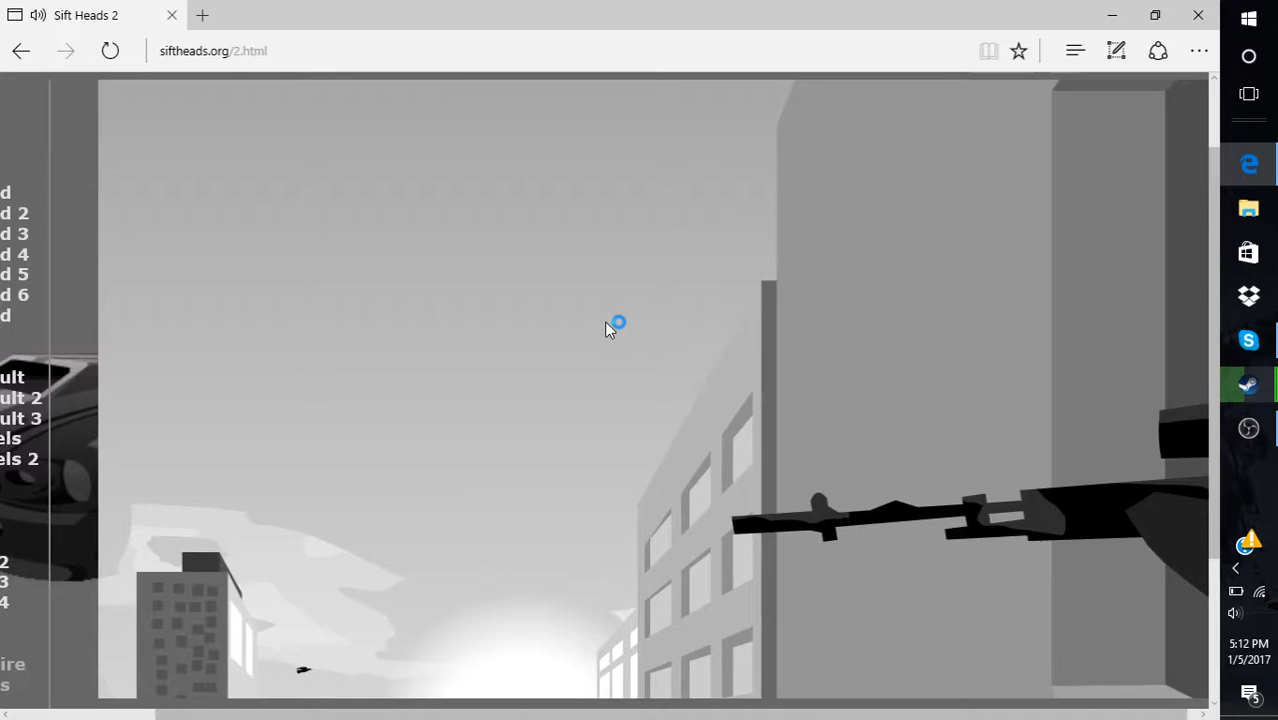 Sift Heads 2
siftheads.org/2.html
d
d 2
d 3
d 4
d 5
d 6
d
ult
ult 2
ult 3
els
els 2
2
3
4
ire
s
5:12 PM
1/5/2017
5